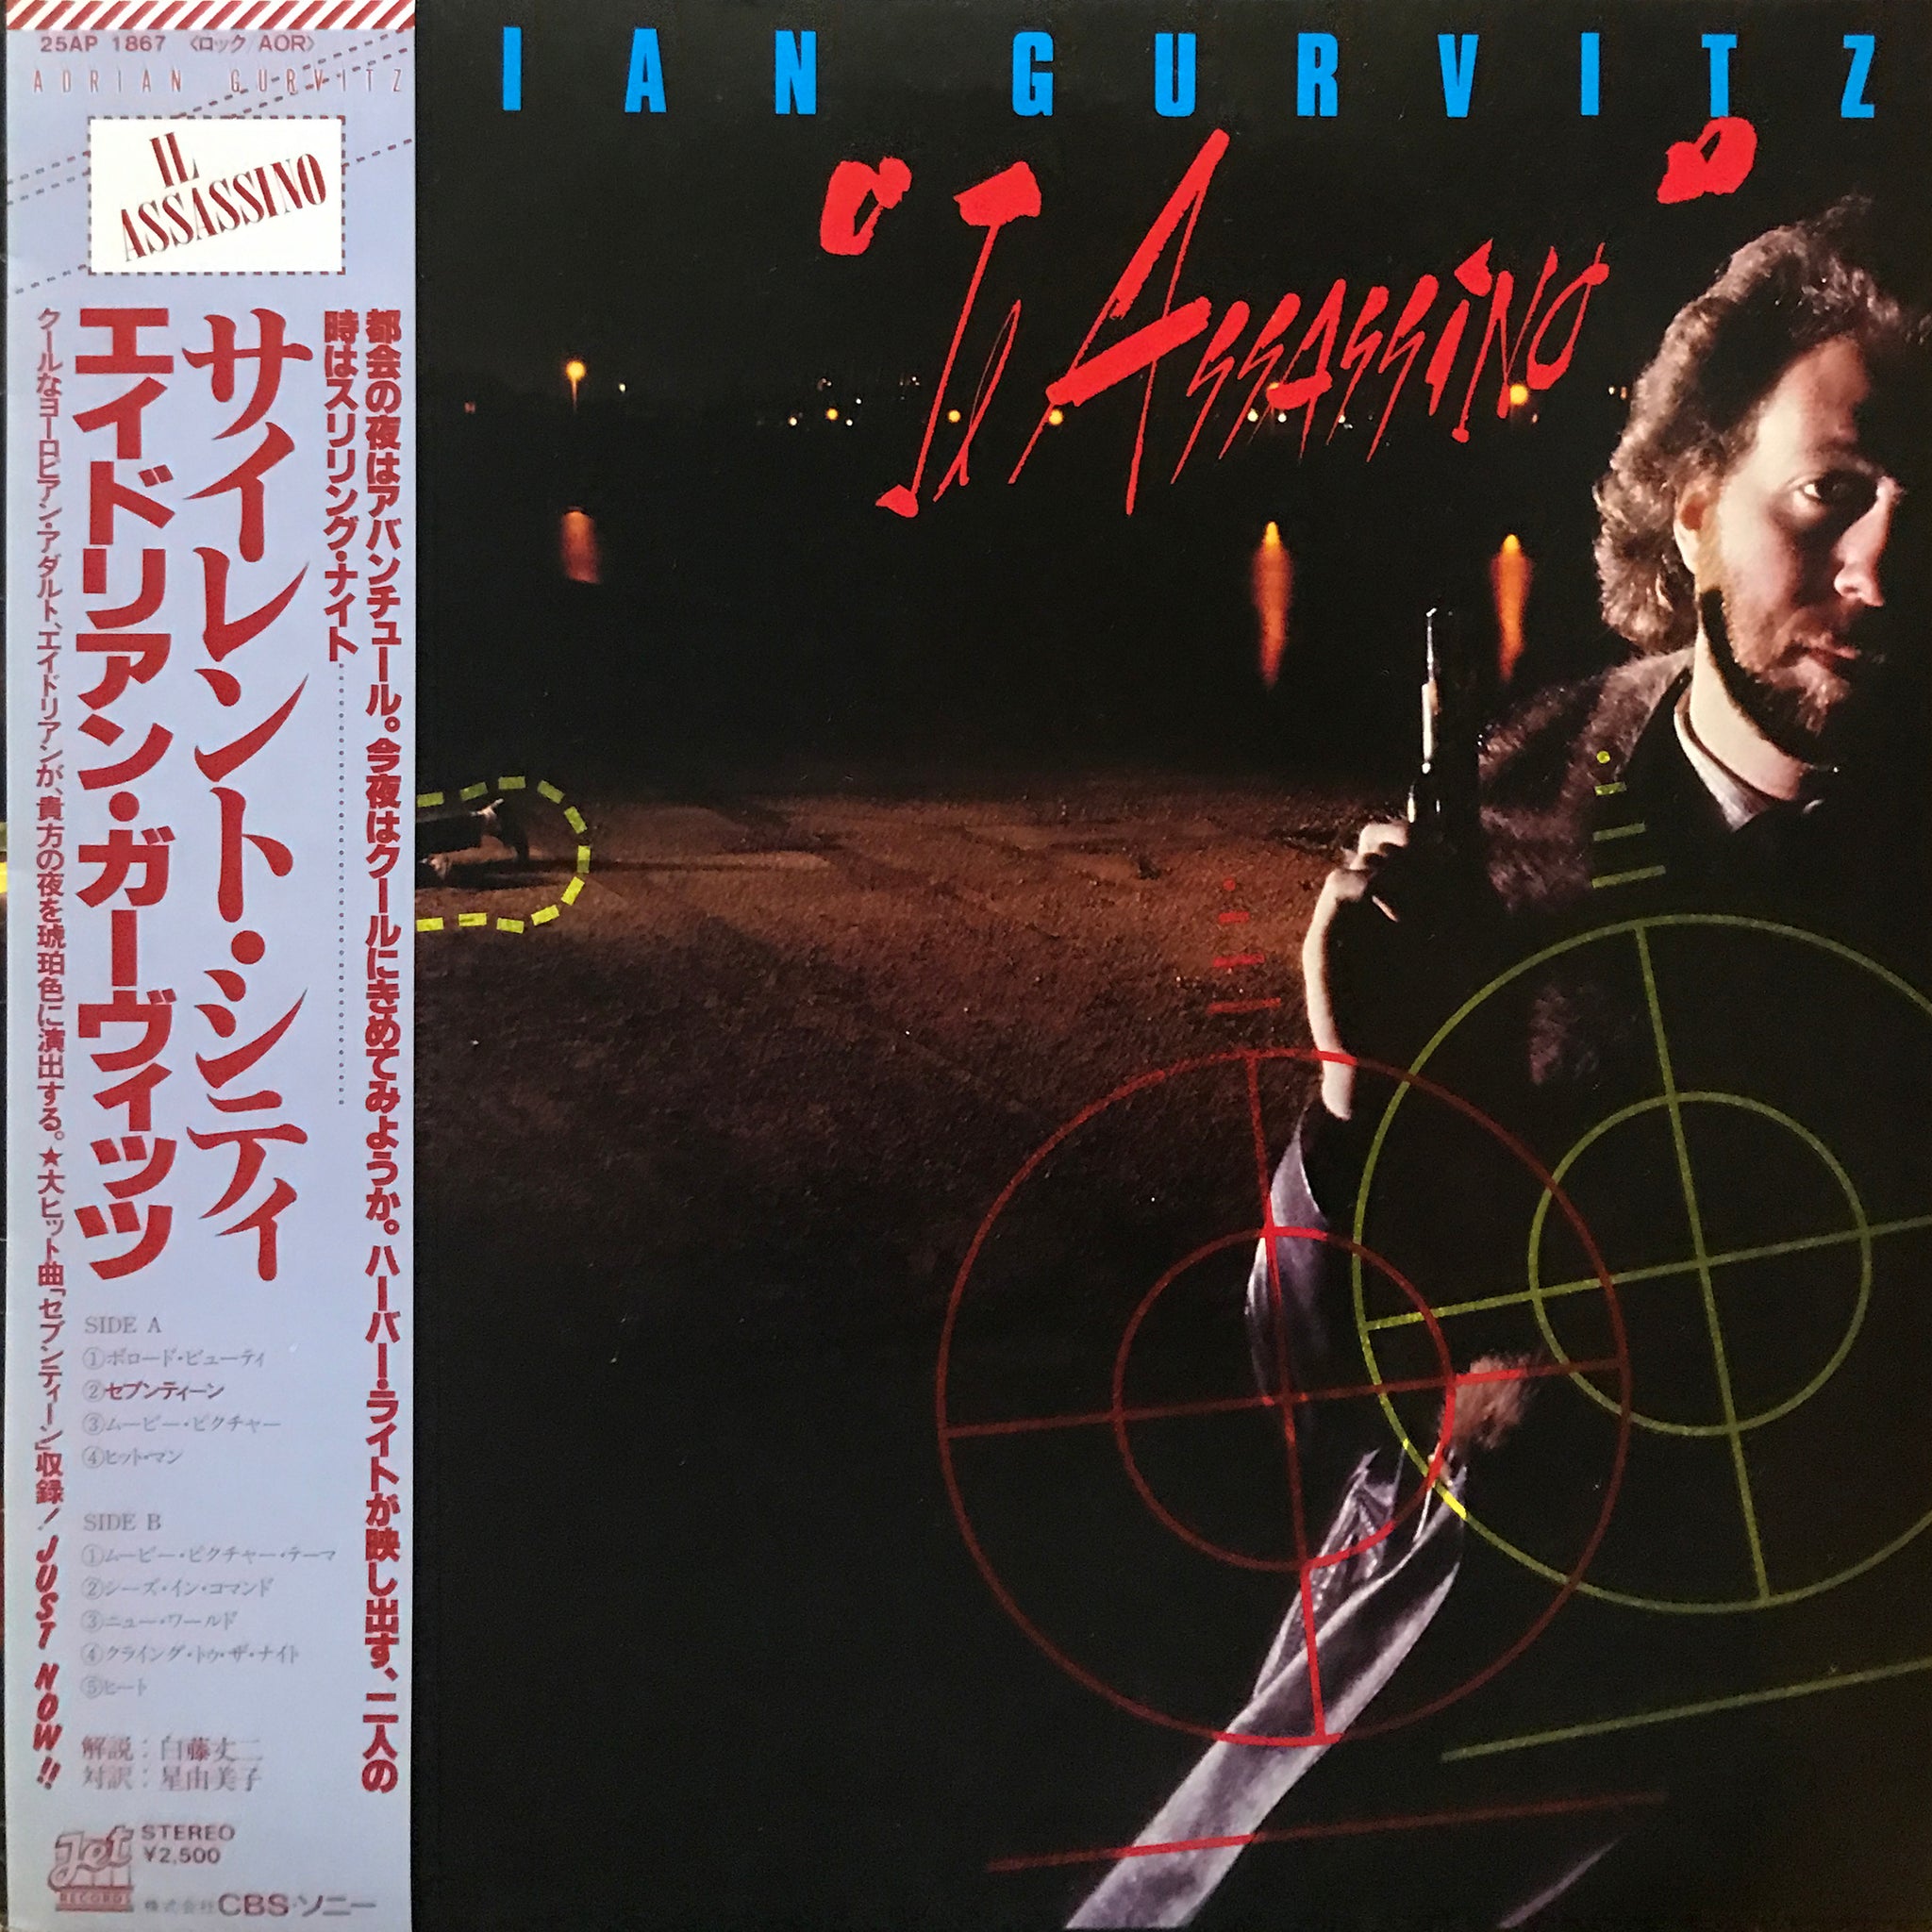 25AP 1867 〈ロック/AOR〉
ADRIAN GURVITZ
IL
ASSASSINO
都会の夜はアバンチュール。今夜はクールにきめてみようか。ハーバー・ライトが映し出す、二人の
時はスリリング・ナイト……………………
サイレント・シティ
エイドリアン・ガーヴィッツ
クールなヨーロピアン・アダルト、エイドリアンが、貴方の夜を琥珀色に演出する。★大ヒット曲「セブンティーン」収録! JUST NOW!!
SIDE A
①ボロード・ビューティ
②セブンティーン
③ムービー・ピクチャー
④ヒット・マン
SIDE B
①ムービー・ピクチャー・テーマ
②シーズ・イン・コマンド
③ニュー・ワールド
④クライング・トゥ・ザ・ナイト
⑤ヒート
解説：白藤丈二
対訳：星由美子
Jet
RECORDS
STEREO
¥2,500
株式会社CBS・ソニー
IAN GURVITZ
"Il Assassino"